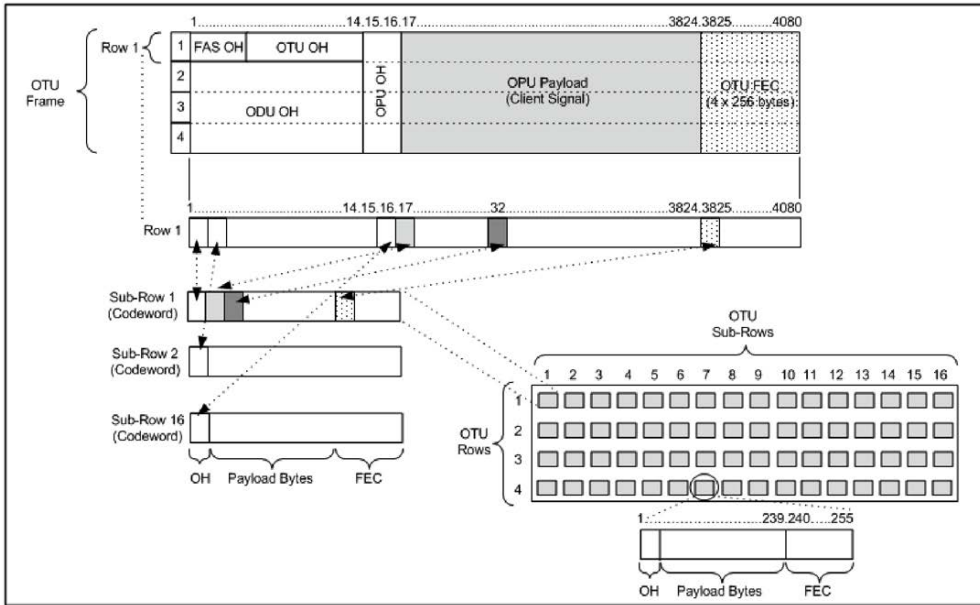 1..............................................14.15.16.17..............................................3824.3825....................4080
Row 1
1 FAS OH OTU OH
2
3
4
ODU OH
OPU OH
OPU Payload
(Client Signal)
OTU FEC
(4 x 256 bytes)
OTU
Frame
1..............................................14.15.16.17....................32..............................3824.3825....................4080
Row 1
Sub-Row 1
(Codeword)
Sub-Row 2
(Codeword)
Sub-Row 16
(Codeword)
OH Payload Bytes FEC
OTU
Sub-Rows
1 2 3 4 5 6 7 8 9 10 11 12 13 14 15 16
OTU
Rows
1
2
3
4
1..............................239.240.....255
OH Payload Bytes FEC